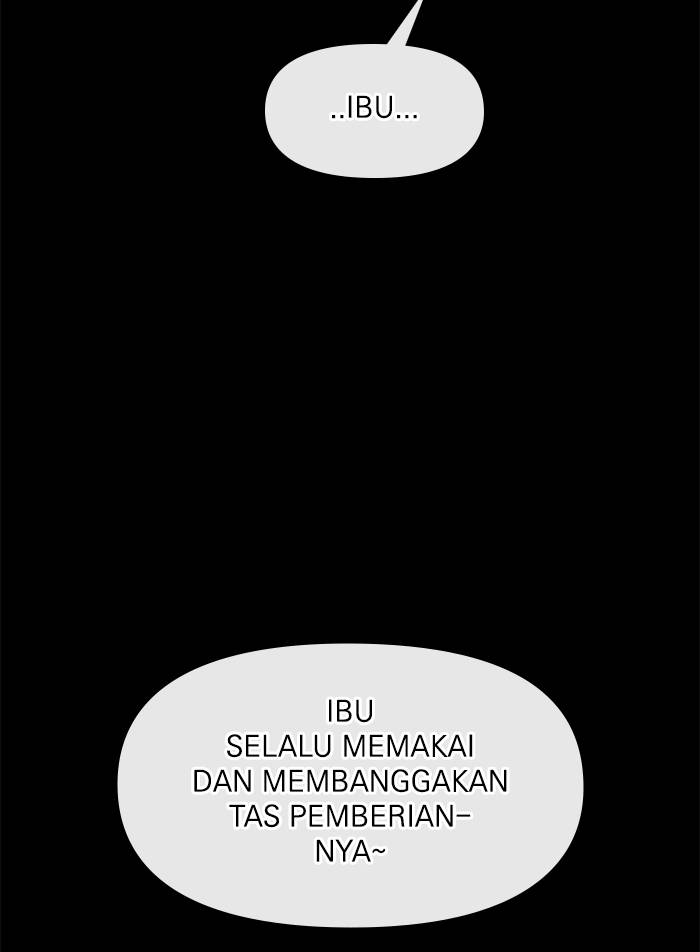 ..IBU...
IBU
SELALU MEMAKAI
DAN MEMBANGGAKAN
TAS PEMBERIAN-
NYA~